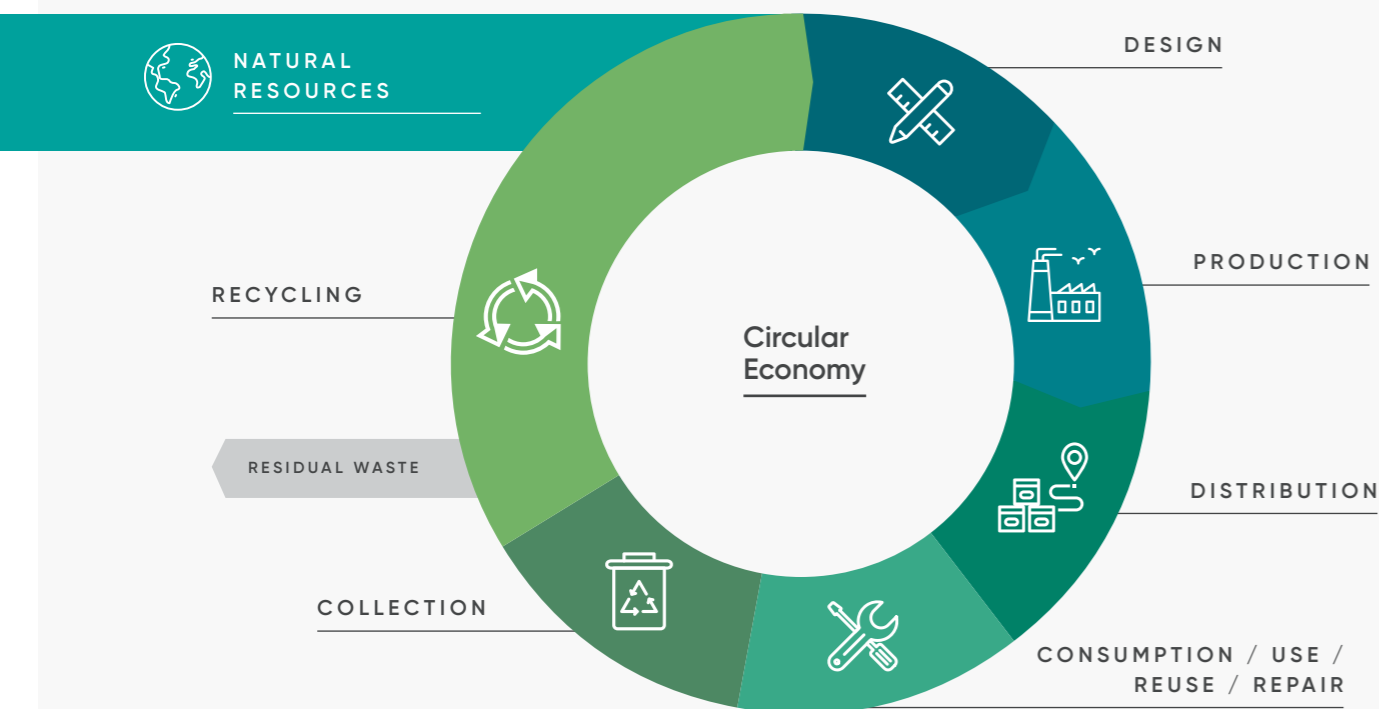 NATURAL
RESOURCES
DESIGN
PRODUCTION
RECYCLING
Circular
Economy
RESIDUAL WASTE
DISTRIBUTION
COLLECTION
CONSUMPTION / USE /
REUSE / REPAIR